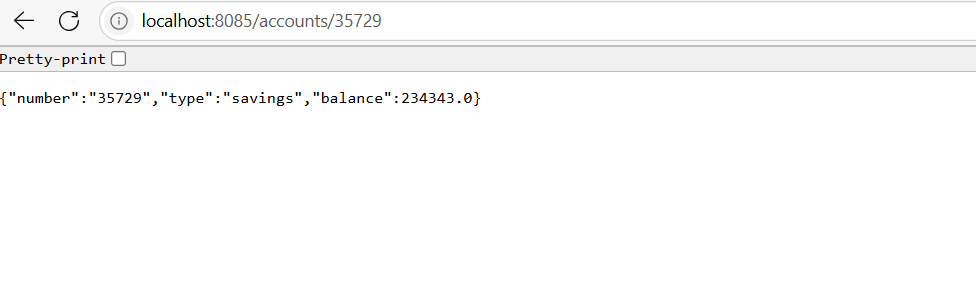 localhost:8085/accounts/35729
Pretty-print
{"number":"35729","type":"savings","balance":234343.0}